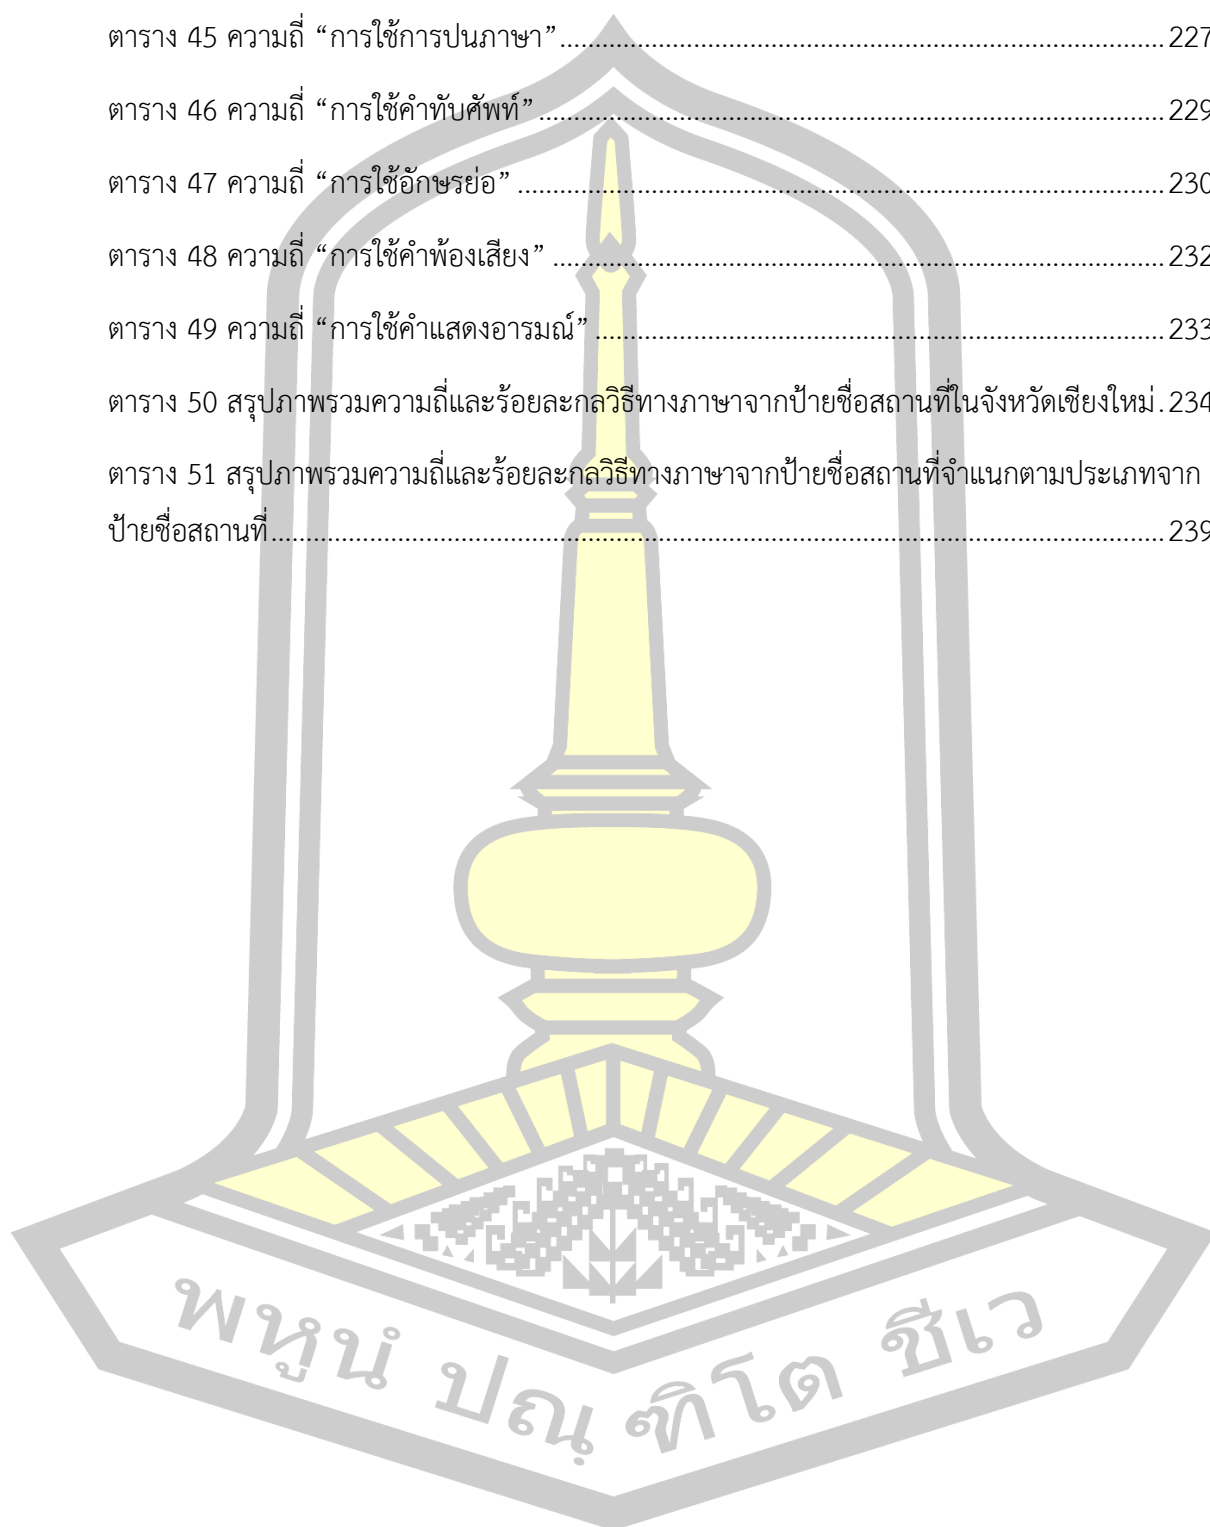 ตาราง 45 ความถี่ “การใช้การปนภาษา”..........................................................................227
ตาราง 46 ความถี่ “การใช้คำทับศัพท์”............................................................................229
ตาราง 47 ความถี่ “การใช้อักษรย่อ”...............................................................................230
ตาราง 48 ความถี่ “การใช้คำพ้องเสียง”...........................................................................232
ตาราง 49 ความถี่ “การใช้คำแสดงอารมณ์”.....................................................................233
ตาราง 50 สรุปภาพรวมความถี่และร้อยละกลวิธีทางภาษาจากป้ายชื่อสถานที่ในจังหวัดเชียงใหม่.234
ตาราง 51 สรุปภาพรวมความถี่และร้อยละกลวิธีทางภาษาจากป้ายชื่อสถานที่จำแนกตามประเภทจาก
ป้ายชื่อสถานที่.............................................................................................................239
พหูนํ ปณฺฑิโต ชีเว